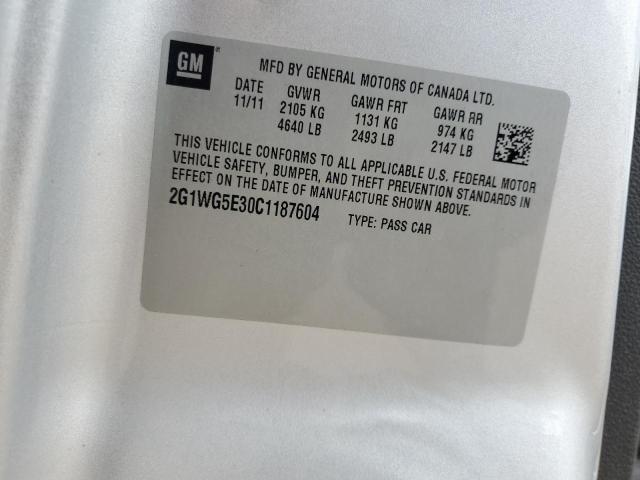 GM
MFD BY GENERAL MOTORS OF CANADA LTD.
DATE GVWR GAWR FRT GAWR RR
11/11 2105 KG 1131 KG 974 KG
4640 LB 2493 LB 2147 LB
THIS VEHICLE CONFORMS TO ALL APPLICABLE U.S. FEDERAL MOTOR
VEHICLE SAFETY, BUMPER, AND THEFT PREVENTION STANDARDS IN
EFFECT ON THE DATE OF MANUFACTURE SHOWN ABOVE.
2G1WG5E30C1187604 TYPE: PASS CAR